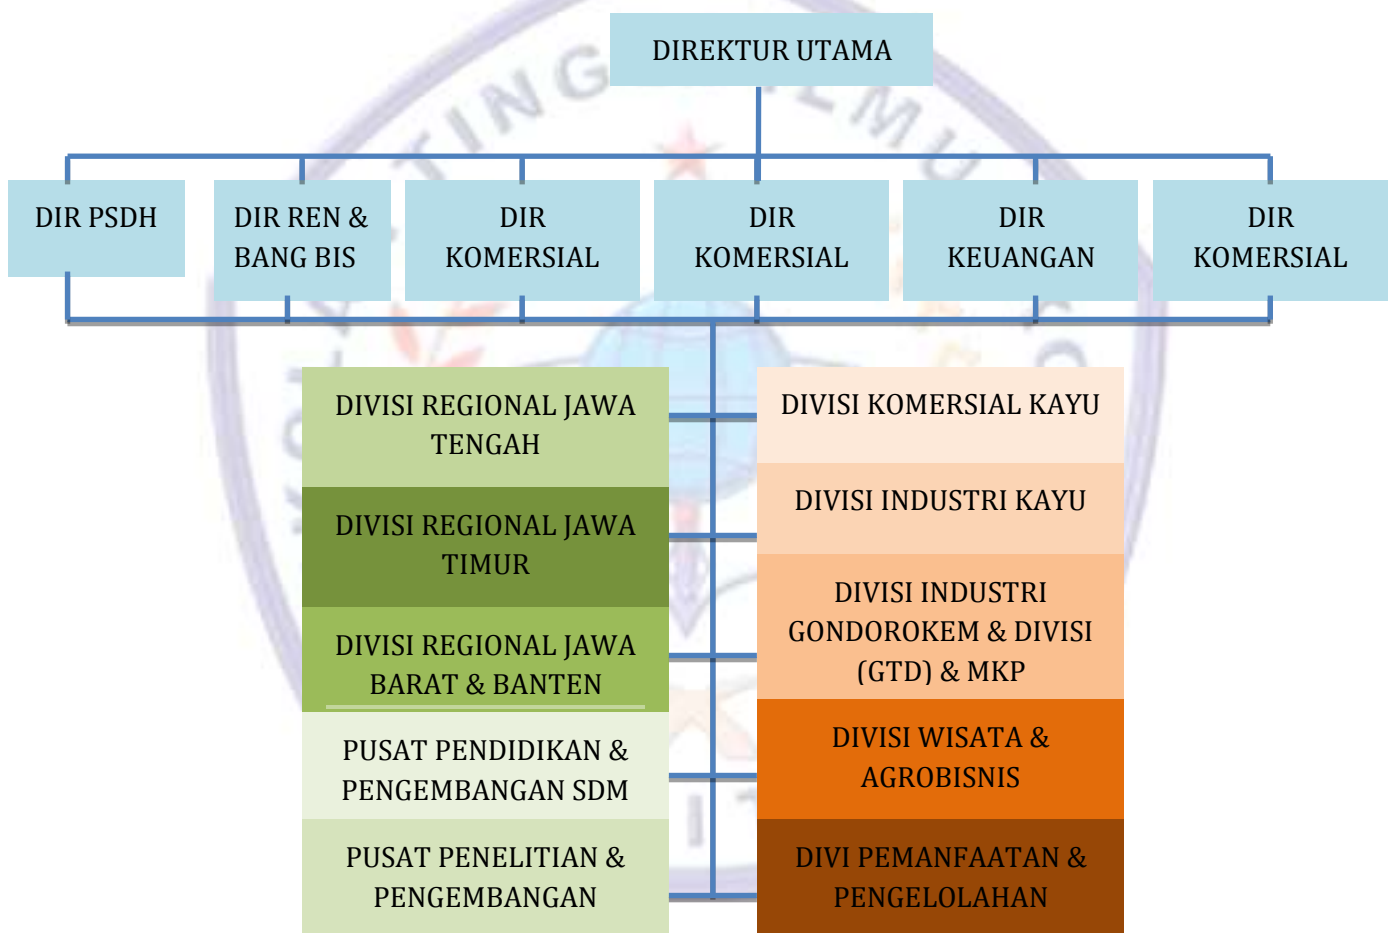 DIREKTUR UTAMA
DIR PSDH
DIR REN &
BANG BIS
DIR
KOMERSIAL
DIR
KOMERSIAL
DIR
KEUANGAN
DIR
KOMERSIAL
DIVISI REGIONAL JAWA
TENGAH
DIVISI REGIONAL JAWA
TIMUR
DIVISI REGIONAL JAWA
BARAT & BANTEN
PUSAT PENDIDIKAN &
PENGEMBANGAN SDM
PUSAT PENELITIAN &
PENGEMBANGAN
DIVISI KOMERSIAL KAYU
DIVISI INDUSTRI KAYU
DIVISI INDUSTRI
GONDOROKEM & DIVISI
(GTD) & MKP
DIVISI WISATA &
AGROBISNIS
DIVI PEMANFAATAN &
PENGELOLAHAN